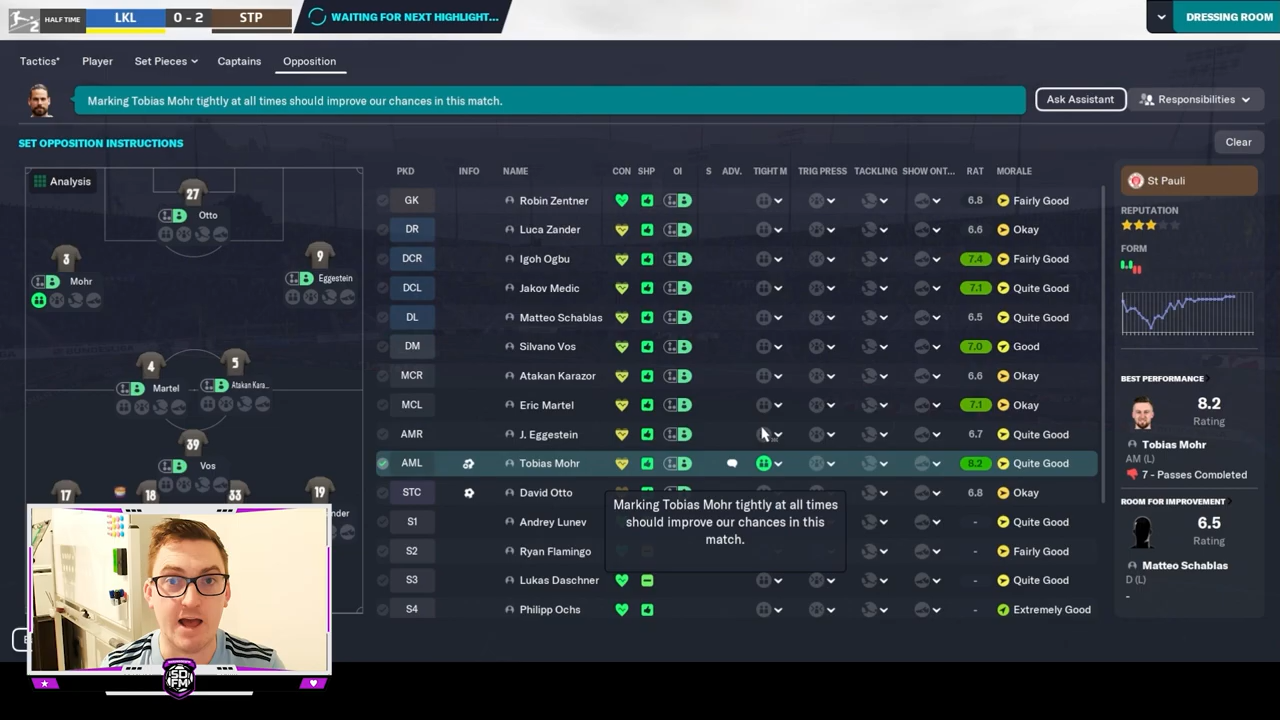 HALF TIME LKL 0 - 2 STP WAITING FOR NEXT HIGHLIGHT... DRESSING ROOM
Tactics* Player Set Pieces Captains Opposition
Marking Tobias Mohr tightly at all times should improve our chances in this match. Ask Assistant Responsibilities
SET OPPOSITION INSTRUCTIONS Clear
Analysis
27
Otto
3
Mohr
9
Eggestein
4
Martel
5
Atakan Kara...
39
Vos
17 18 33 19
PKD INFO NAME CON SHP OI S ADV. TIGHT M TRIG PRESS TACKLING SHOW ONT... RAT MORALE
GK Robin Zentner 6.8 Fairly Good
DR Luca Zander 6.6 Okay
DCR Igoh Ogbu 7.4 Fairly Good
DCL Jakov Medic 7.1 Quite Good
DL Matteo Schablas 6.5 Quite Good
DM Silvano Vos 7.0 Good
MCR Atakan Karazor 6.6 Okay
MCL Eric Martel 7.1 Okay
AMR J. Eggestein 6.7 Quite Good
AML Tobias Mohr 8.2 Quite Good
STC David Otto 6.8 Okay
S1 Andrey Lunev - Quite Good
S2 Ryan Flamingo - Fairly Good
S3 Lukas Daschner - Quite Good
S4 Philipp Ochs - Extremely Good
Marking Tobias Mohr tightly at all times
should improve our chances in this
match.
St Pauli
REPUTATION
FORM
BEST PERFORMANCE
8.2
Rating
Tobias Mohr
AM (L)
7 - Passes Completed
ROOM FOR IMPROVEMENT
6.5
Rating
Matteo Schablas
D (L)
-
SD
FM